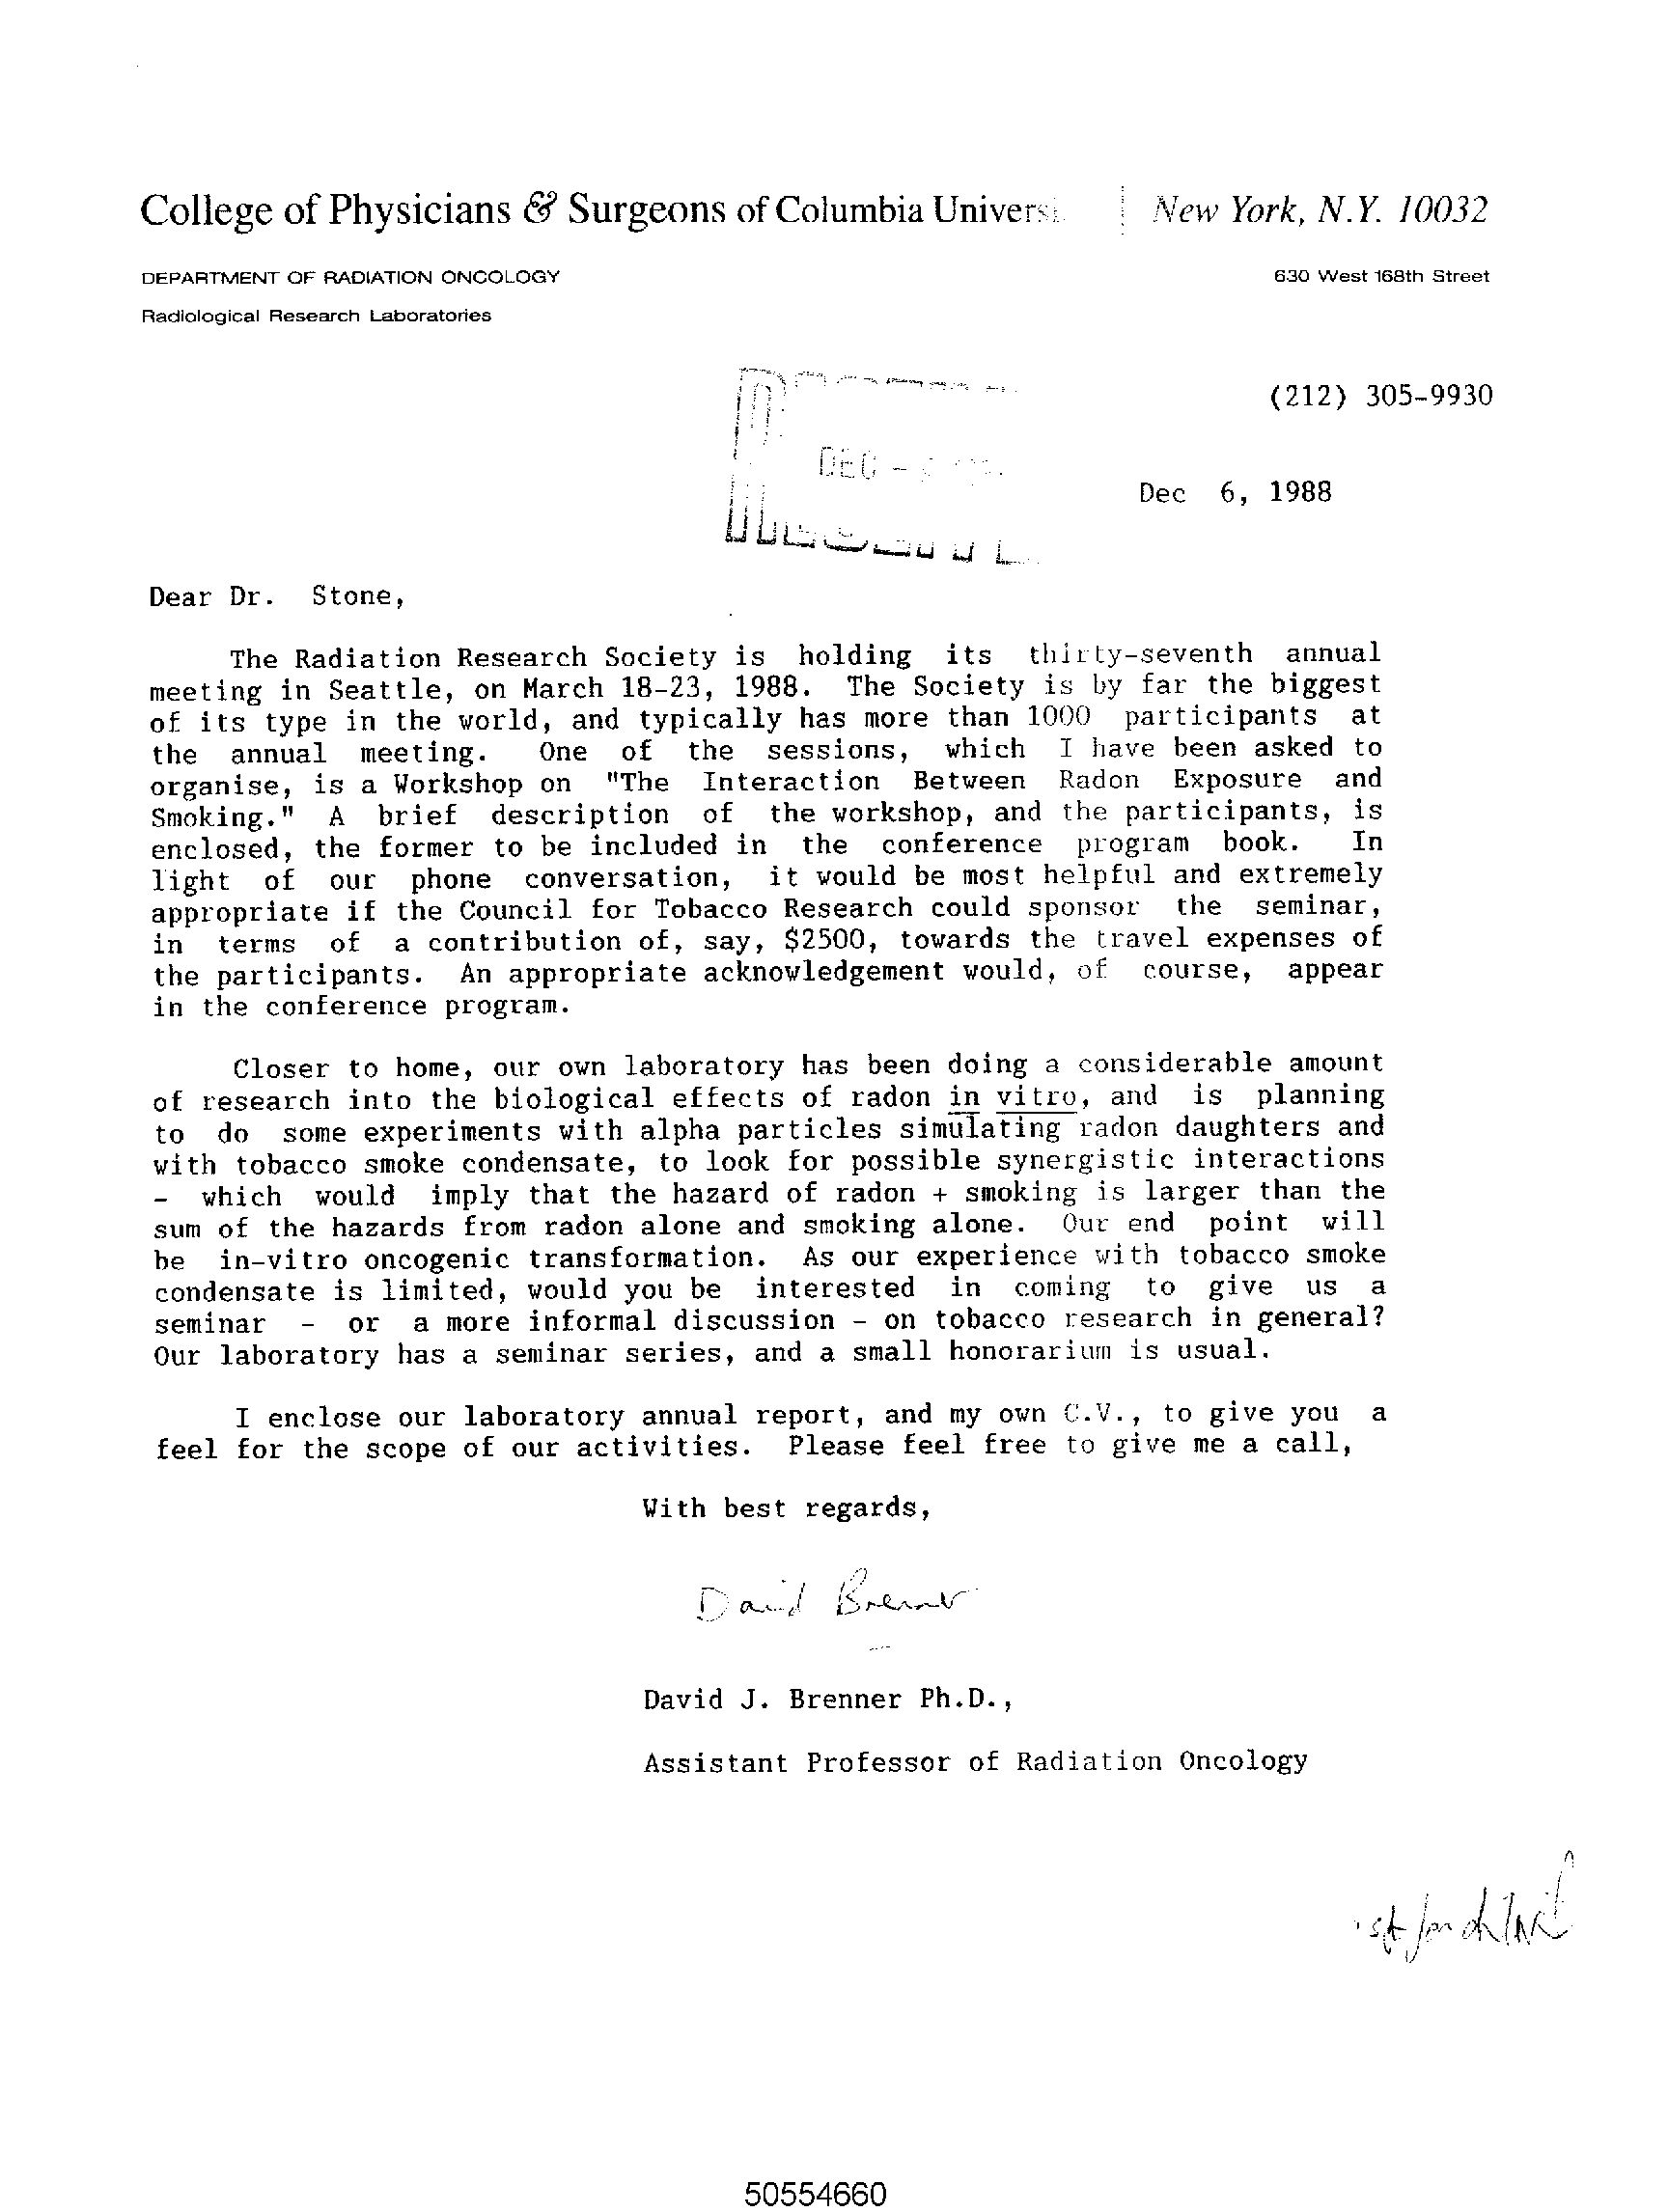 College of Physicians & Surgeons of Columbia New York, N.Y. 10032
DEPARTMENT OF RADIATION ONCOLOGY 630 West 168th Street
Radiological Research Laboratories
(212) 305-9930
DEC
Dec 6, 1988
Dear Dr. Stone,
The Radiation Research Society is holding its thirty-seventh annual
meeting in Seattle, on March 18-23, 1988. The Society is by far the biggest
of its type in the world, and typically has more than 1000 participants at
the annual meeting. One of the sessions, which I have been asked to
organise, is a Workshop on "The Interaction Between Radon Exposure and
Smoking." A brief description of the workshop, and the participants, is
enclosed, the former to be included in the conference program book. In
light of our phone conversation, it would be most helpful and extremely
appropriate if the Council for Tobacco Research could sponsor the seminar,
in terms of a contribution of, say, $2500, towards the travel expenses of
the participants. An appropriate acknowledgement would, of course, appear
in the conference program.
Closer to home, our own laboratory has been doing a considerable amount
of research into the biological effects of radon in vitro, and is planning
to do some experiments with alpha particles simulating radon daughters and
with tobacco smoke condensate, to look for possible synergistic interactions
- which would imply that the hazard of radon + smoking is larger than the
sum of the hazards from radon alone and smoking alone. Our end point will
be in-vitro oncogenic transformation. As our experience with tobacco smoke
condensate is limited, would you be interested in coming to give us a
seminar - or a more informal discussion - on tobacco research in general?
Our laboratory has a seminar series, and a small honorarium is usual.
I enclose our laboratory annual report, and my own C.V., to give you a
feel for the scope of our activities. Please feel free to give me a call,
With best regards,
David Brenner
David J. Brenner Ph.D.,
Assistant Professor of Radiation Oncology
50554660